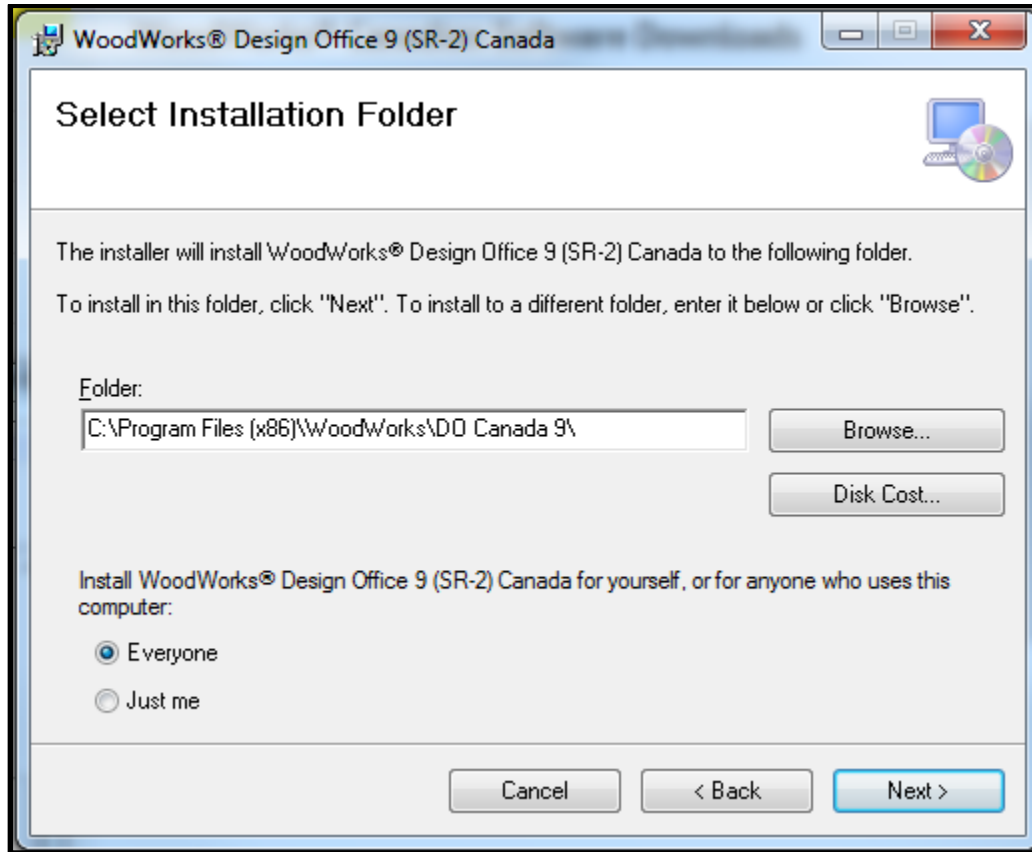 WoodWorks® Design Office 9 (SR-2) Canada
Select Installation Folder
The installer will install WoodWorks® Design Office 9 (SR-2) Canada to the following folder.
To install in this folder, click "Next". To install to a different folder, enter it below or click "Browse".
Folder:
C:\Program Files (x86)\WoodWorks\DO Canada 9\
Browse...
Disk Cost...
Install WoodWorks® Design Office 9 (SR-2) Canada for yourself, or for anyone who uses this
computer:
Everyone
Just me
Cancel
< Back
Next >